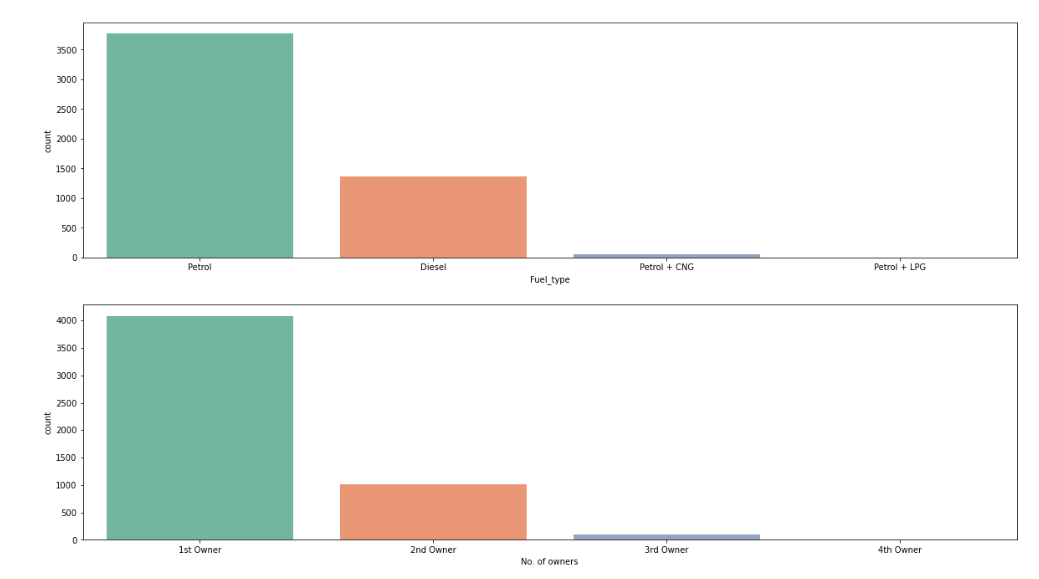 3500
3000
2500
2000
1500
1000
500
0
count
Petrol Diesel Petrol + CNG Petrol + LPG
Fuel_type
4000
3500
3000
2500
2000
1500
1000
500
0
count
1st Owner 2nd Owner 3rd Owner 4th Owner
No. of owners